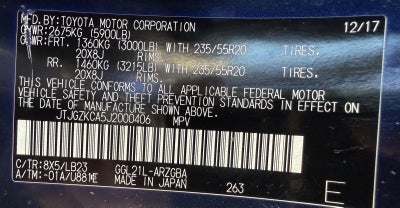 MFD.BY:TOYOTA MOTOR CORPORATION 12/17
GVWR:2675KG (5900LB)
GAWR:FRT. 1360KG (3000LB) WITH 235/55R20 TIRES,
20X8J RIMS,
RR. 1460KG (3215LB) WITH 235/55R20 TIRES,
20X8J RIMS,
THIS VEHICLE CONFORMS TO ALL APPLICABLE FEDERAL MOTOR
VEHICLE SAFETY AND THEFT PREVENTION STANDARDS IN EFFECT ON
THE DATE OF MANUFACTURE SHOWN ABOVE.
JTJGZKCA5J2000406 MPV
C/TR: 8X5/LB23 GGL21L-ARZGBA
A/TM: -01A/U881E MADE IN JAPAN 263 E